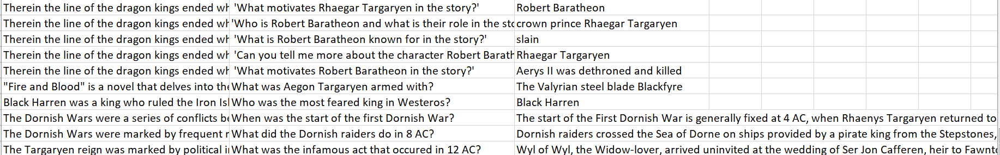 Therein the line of the dragon kings ended wh 'What motivates Rhaegar Targaryen in the story?' Robert Baratheon
Therein the line of the dragon kings ended wh 'Who is Robert Baratheon and what is their role in the sto crown prince Rhaegar Targaryen
Therein the line of the dragon kings ended wh 'What is Robert Baratheon known for in the story?' slain
Therein the line of the dragon kings ended wh 'Can you tell me more about the character Robert Barath Rhaegar Targaryen
Therein the line of the dragon kings ended wh 'What motivates Robert Baratheon in the story?' Aerys II was dethroned and killed
"Fire and Blood" is a novel that delves into the What was Aegon Targaryen armed with? The Valyrian steel blade Blackfyre
Black Harren was a king who ruled the Iron Isl Who was the most feared king in Westeros? Black Harren
The Dornish Wars were a series of conflicts be When was the start of the first Dornish War? The start of the First Dornish War is generally fixed at 4 AC, when Rhaenys Targaryen returned to
The Dornish Wars were marked by frequent r What did the Dornish raiders do in 8 AC? Dornish raiders crossed the Sea of Dorne on ships provided by a pirate king from the Stepstones,
The Targaryen reign was marked by political i What was the infamous act that occured in 12 AC? Wyl of Wyl, the Widow-lover, arrived uninvited at the wedding of Ser Jon Cafferen, heir to Fawnto